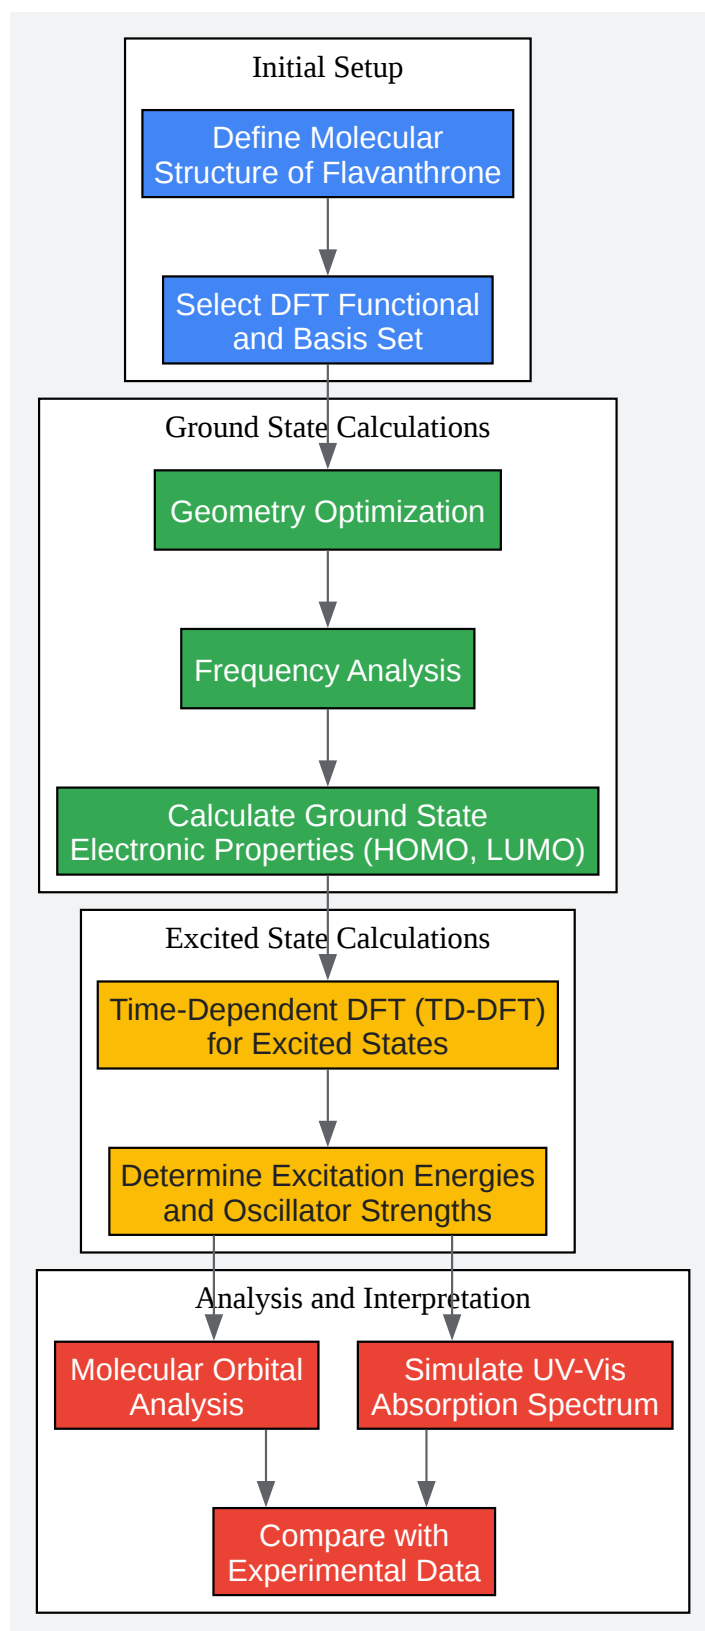 Initial Setup
Define Molecular
Structure of Flavanthrone
Select DFT Functional
and Basis Set
Ground State Calculations
Geometry Optimization
Frequency Analysis
Calculate Ground State
Electronic Properties (HOMO, LUMO)
Excited State Calculations
Time-Dependent DFT (TD-DFT)
for Excited States
Determine Excitation Energies
and Oscillator Strengths
Analysis and Interpretation
Molecular Orbital
Analysis
Simulate UV-Vis
Absorption Spectrum
Compare with
Experimental Data